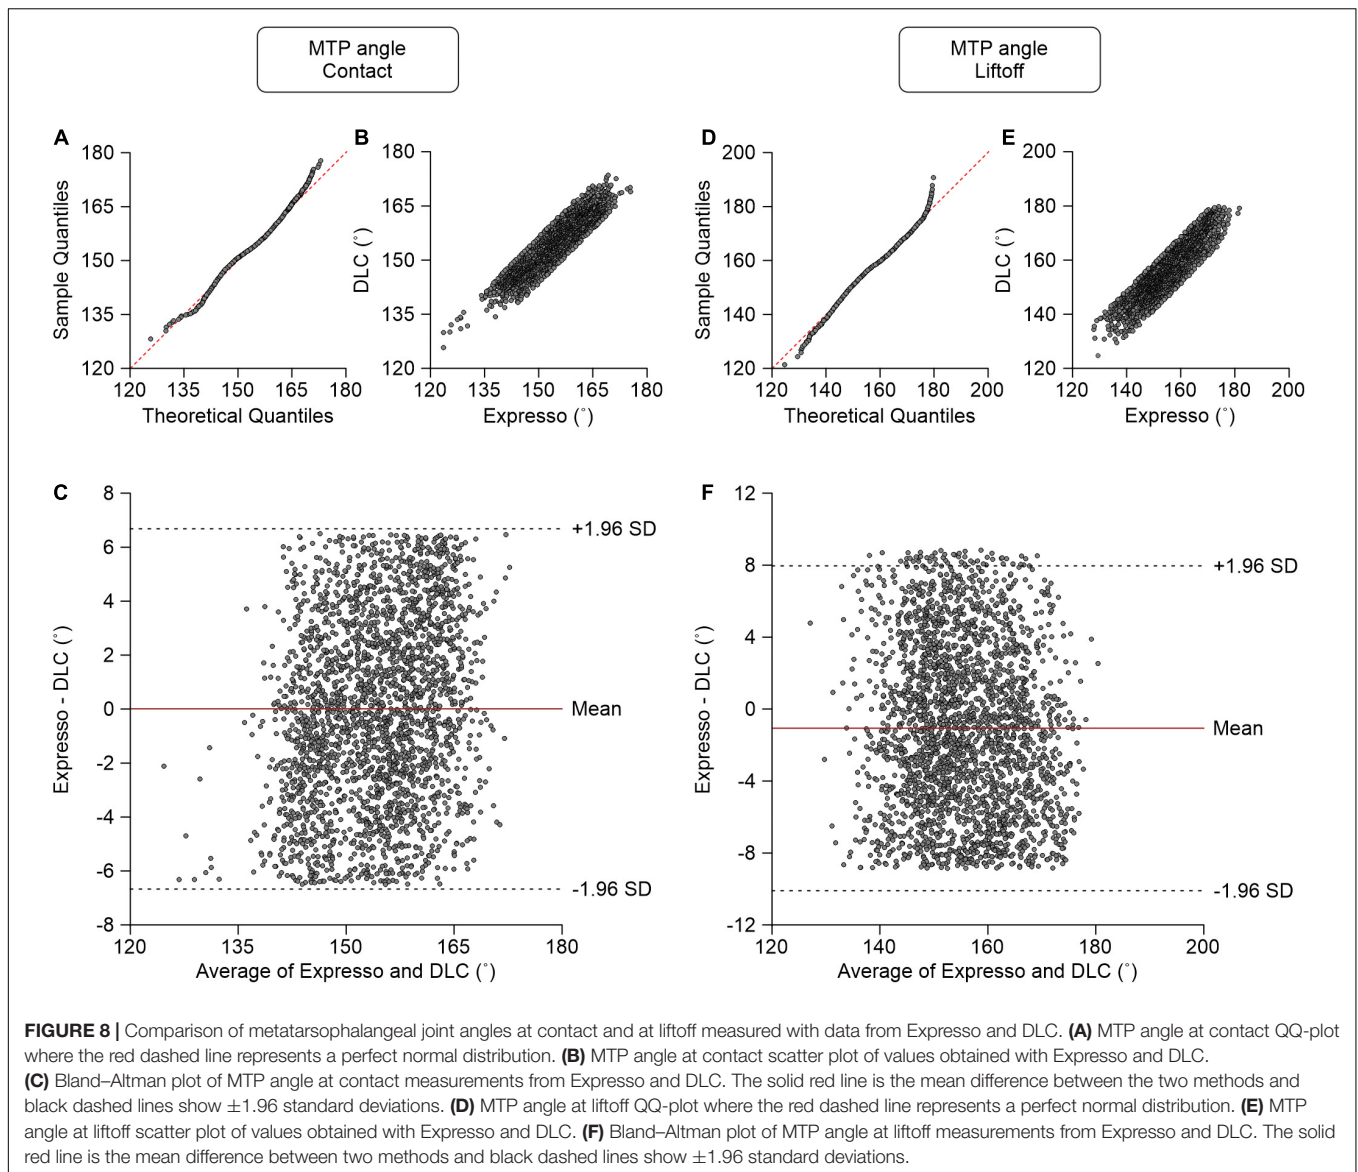 MTP angle
Contact
MTP angle
Liftoff
A
180
165
150
135
120
Sample Quantiles
120 135 150 165 180
Theoretical Quantiles
B
180
165
150
135
120
DLC (°)
120 135 150 165 180
Expresso (°)
D
200
180
160
140
120
Sample Quantiles
120 140 160 180 200
Theoretical Quantiles
E
200
180
160
140
120
DLC (°)
120 140 160 180 200
Expresso (°)
C
8
6
4
2
0
-2
-4
-6
-8
Expresso - DLC (°)
+1.96 SD
Mean
-1.96 SD
120 135 150 165 180
Average of Expresso and DLC (°)
F
12
8
4
0
-4
-8
-12
Expresso - DLC (°)
+1.96 SD
Mean
-1.96 SD
120 140 160 180 200
Average of Expresso and DLC (°)
FIGURE 8 | Comparison of metatarsophalangeal joint angles at contact and at liftoff measured with data from Expresso and DLC. (A) MTP angle at contact QQ-plot
where the red dashed line represents a perfect normal distribution. (B) MTP angle at contact scatter plot of values obtained with Expresso and DLC.
(C) Bland–Altman plot of MTP angle at contact measurements from Expresso and DLC. The solid red line is the mean difference between the two methods and
black dashed lines show ±1.96 standard deviations. (D) MTP angle at liftoff QQ-plot where the red dashed line represents a perfect normal distribution. (E) MTP
angle at liftoff scatter plot of values obtained with Expresso and DLC. (F) Bland–Altman plot of MTP angle at liftoff measurements from Expresso and DLC. The solid
red line is the mean difference between two methods and black dashed lines show ±1.96 standard deviations.